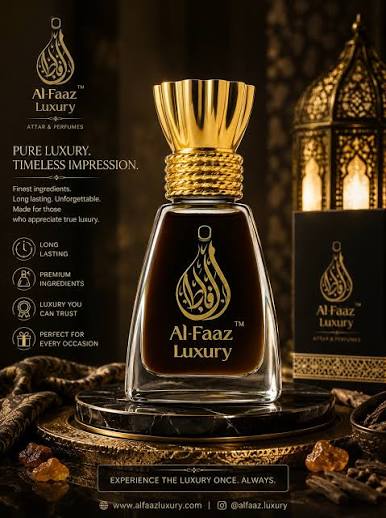 Al-Faaz™
Luxury
ATTAR & PERFUMES
PURE LUXURY.
TIMELESS IMPRESSION.
Finest ingredients.
Long lasting. Unforgettable.
Made for those
who appreciate true luxury.
LONG
LASTING
PREMIUM
INGREDIENTS
LUXURY YOU
CAN TRUST
PERFECT FOR
EVERY OCCASION
Al-Faaz™
Luxury
Al-Faaz™
Luxury
ATTAR & PERFUMES
EXPERIENCE THE LUXURY ONCE. ALWAYS.
www.alfaazluxury.com | @alfaaz.luxury